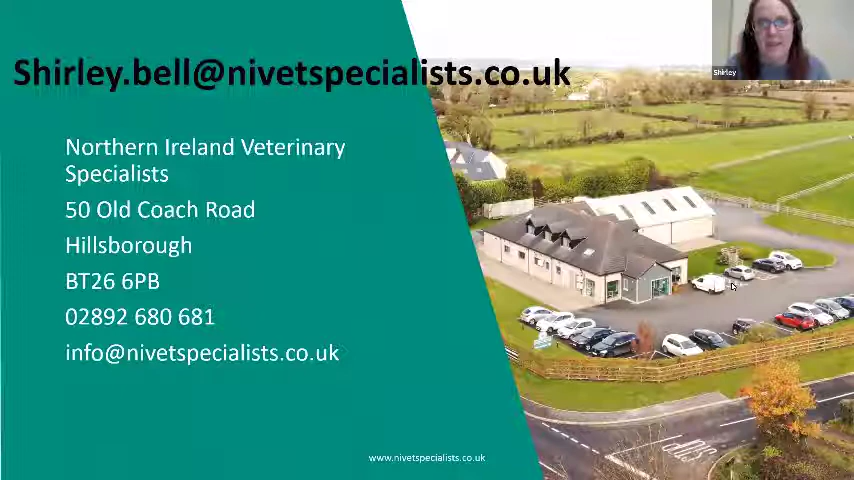 Shirley
Shirley.bell@nivetspecialists.co.uk
Northern Ireland Veterinary
Specialists
50 Old Coach Road
Hillsborough
BT26 6PB
02892 680 681
info@nivetspecialists.co.uk
www.nivetspecialists.co.uk